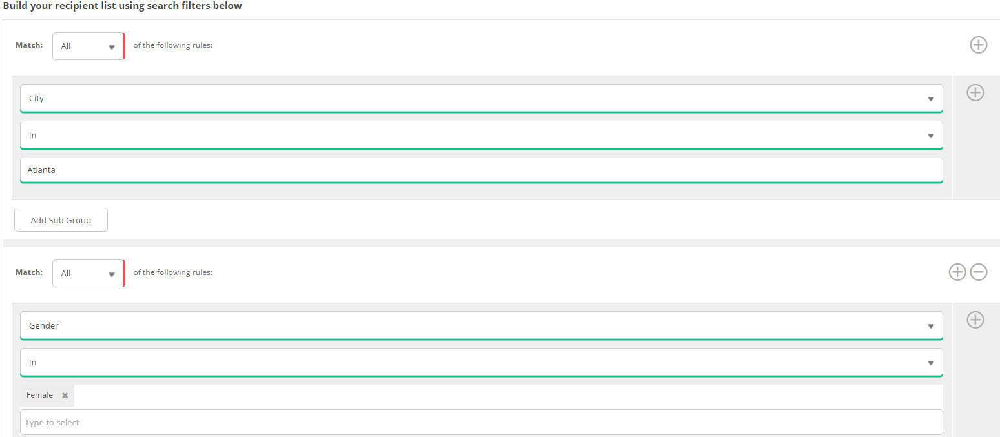 Build your recipient list using search filters below
Match: All of the following rules:
City
In
Atlanta
Add Sub Group
Match: All of the following rules:
Gender
In
Female
Type to select